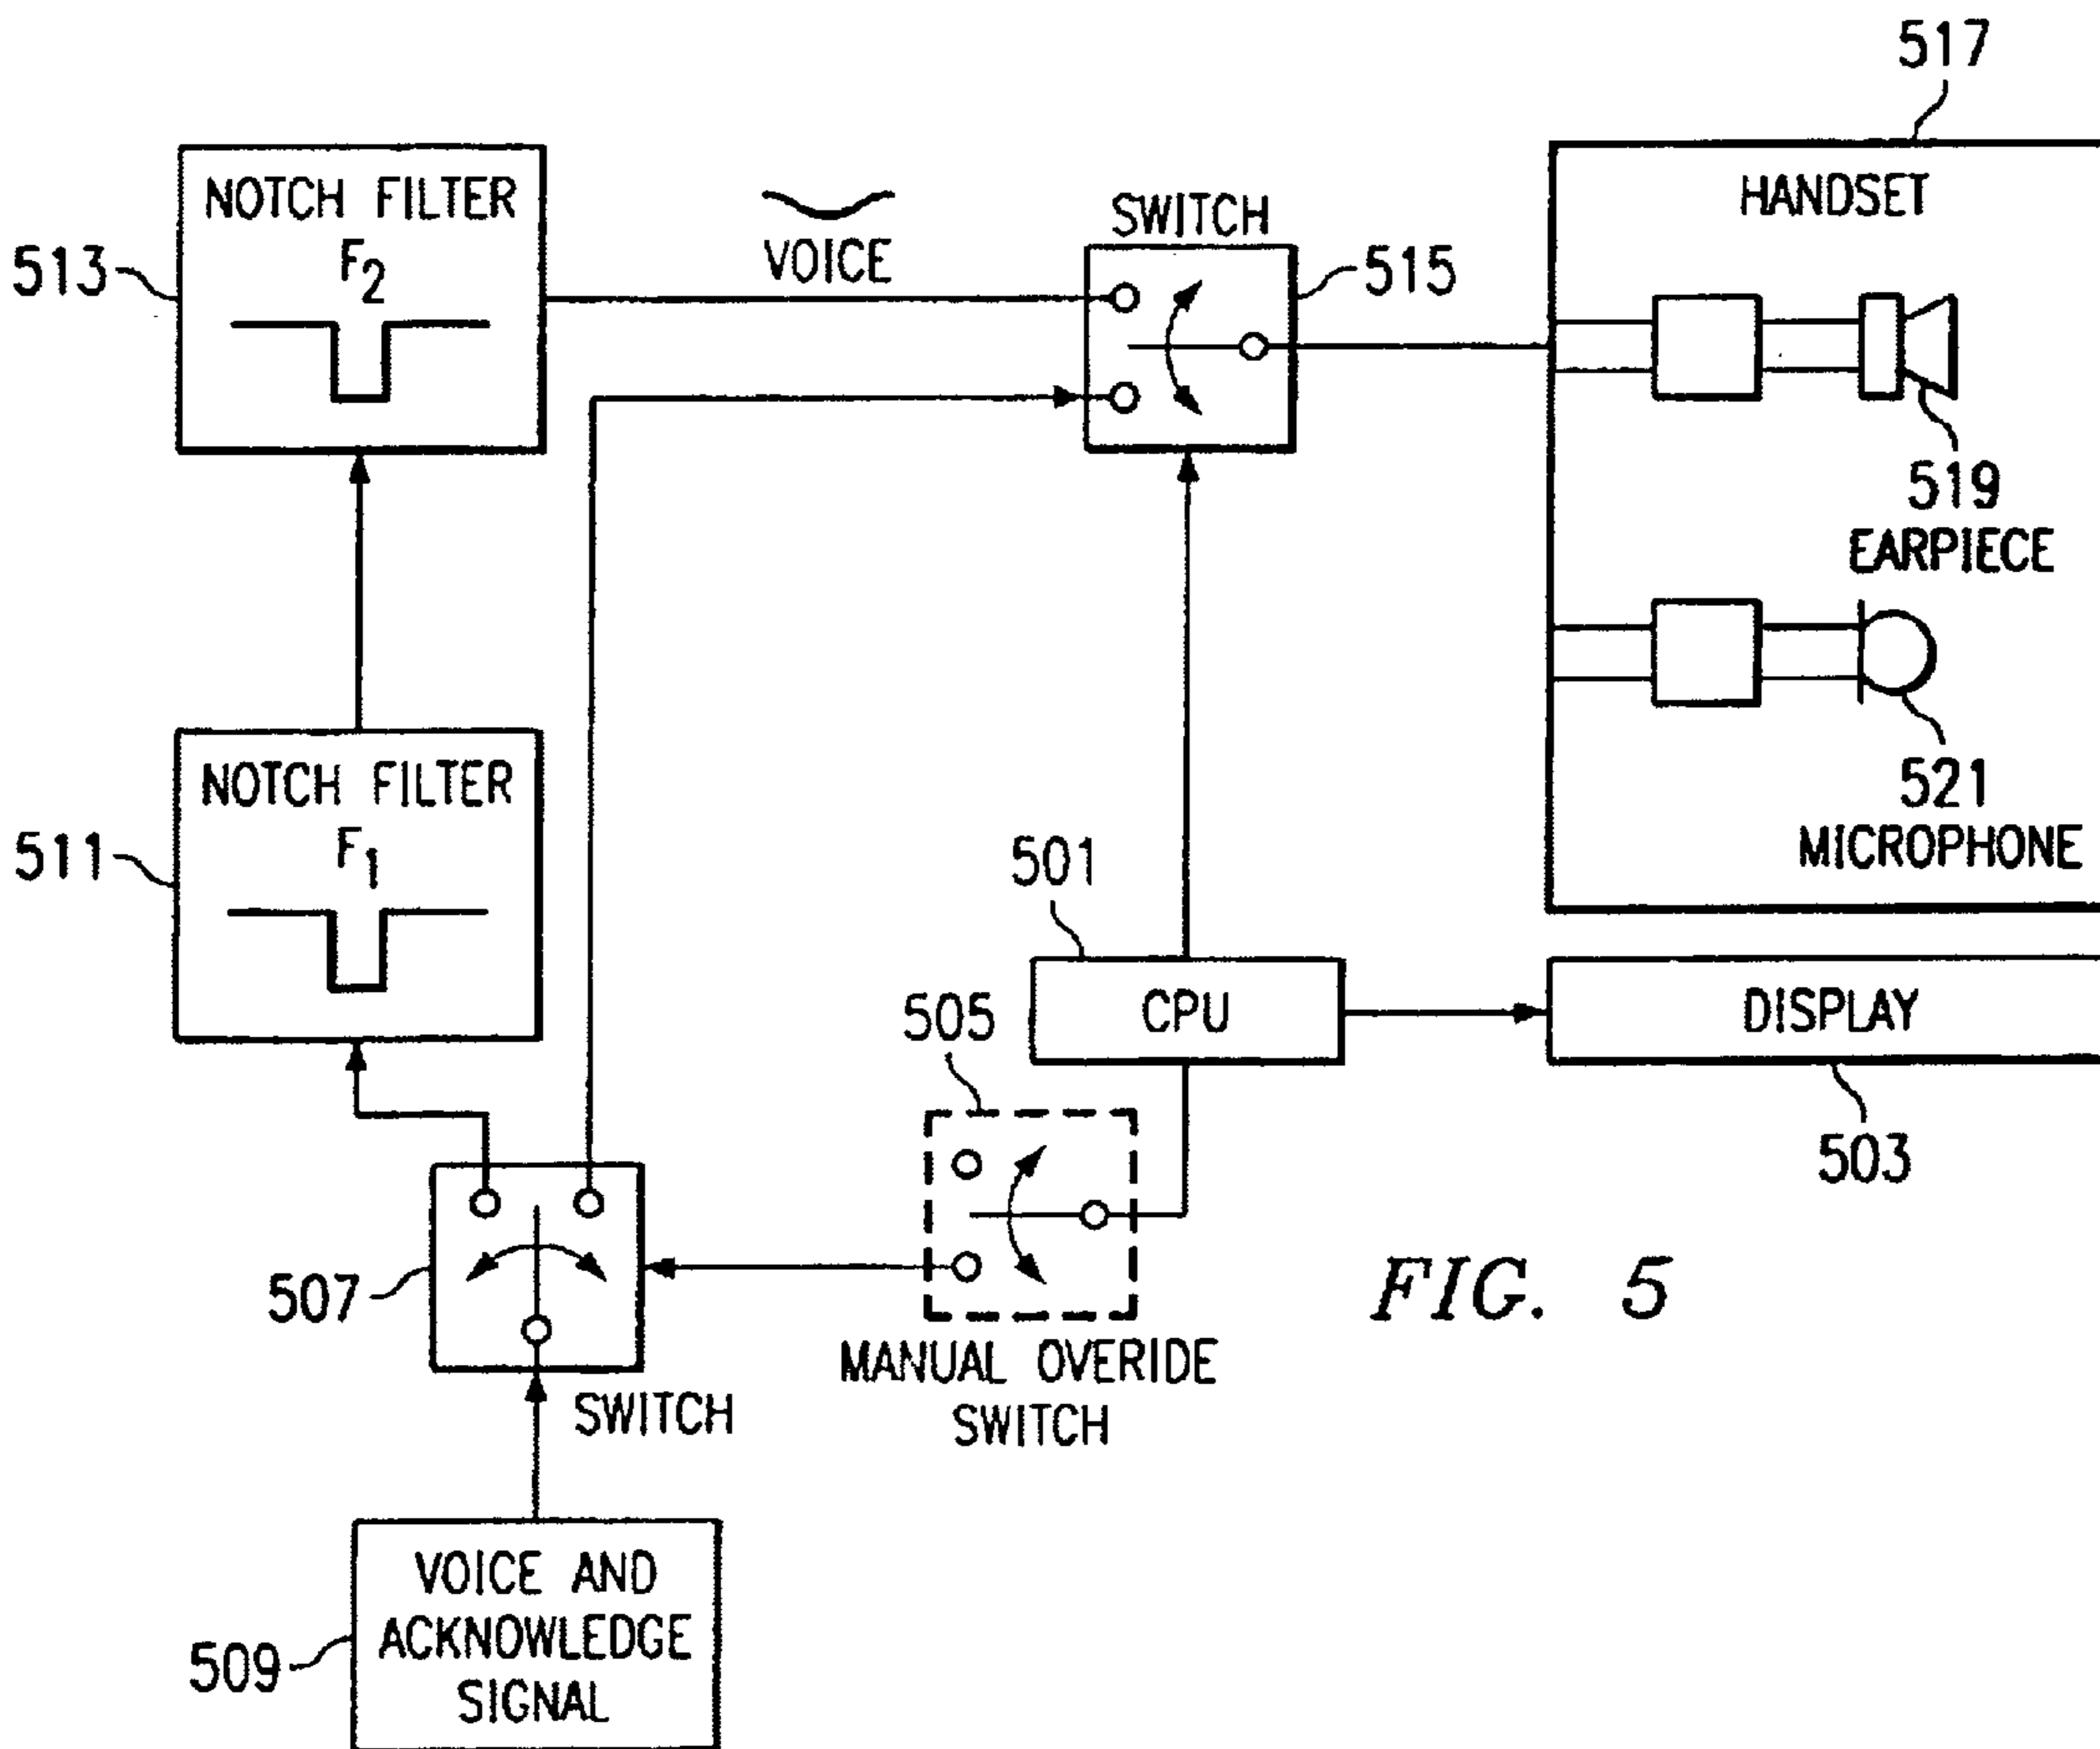 517
HANDSET
NOTCH FILTER
F2
513
VOICE
SWITCH
515
519
EARPIECE
521
MICROPHONE
NOTCH FILTER
F1
511
501
CPU
505
DISPLAY
503
507
SWITCH
MANUAL OVERIDE
SWITCH
FIG. 5
VOICE AND
ACKNOWLEDGE
SIGNAL
509